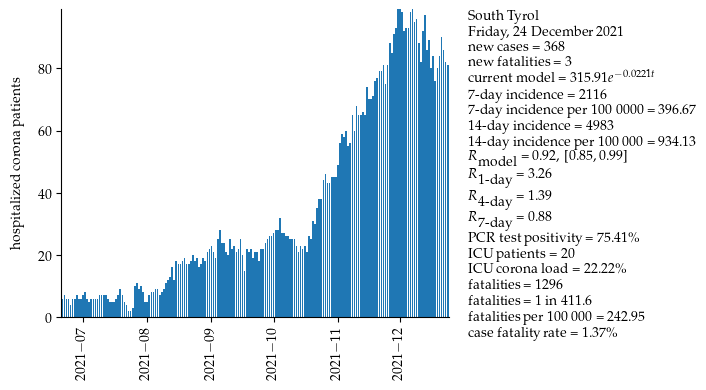 hospitalized corona patients
0
20
40
60
80
2021−07
2021−08
2021−09
2021−10
2021−11
2021−12
South Tyrol
Friday, 24 December 2021
new cases = 368
new fatalities = 3
current model = 315.91e^{−0.0221t}
7-day incidence = 2116
7-day incidence per 100 0000 = 396.67
14-day incidence = 4983
14-day incidence per 100 000 = 934.13
R_model = 0.92, [0.85, 0.99]
R_1-day = 3.26
R_4-day = 1.39
R_7-day = 0.88
PCR test positivity = 75.41%
ICU patients = 20
ICU corona load = 22.22%
fatalities = 1296
fatalities = 1 in 411.6
fatalities per 100 000 = 242.95
case fatality rate = 1.37%